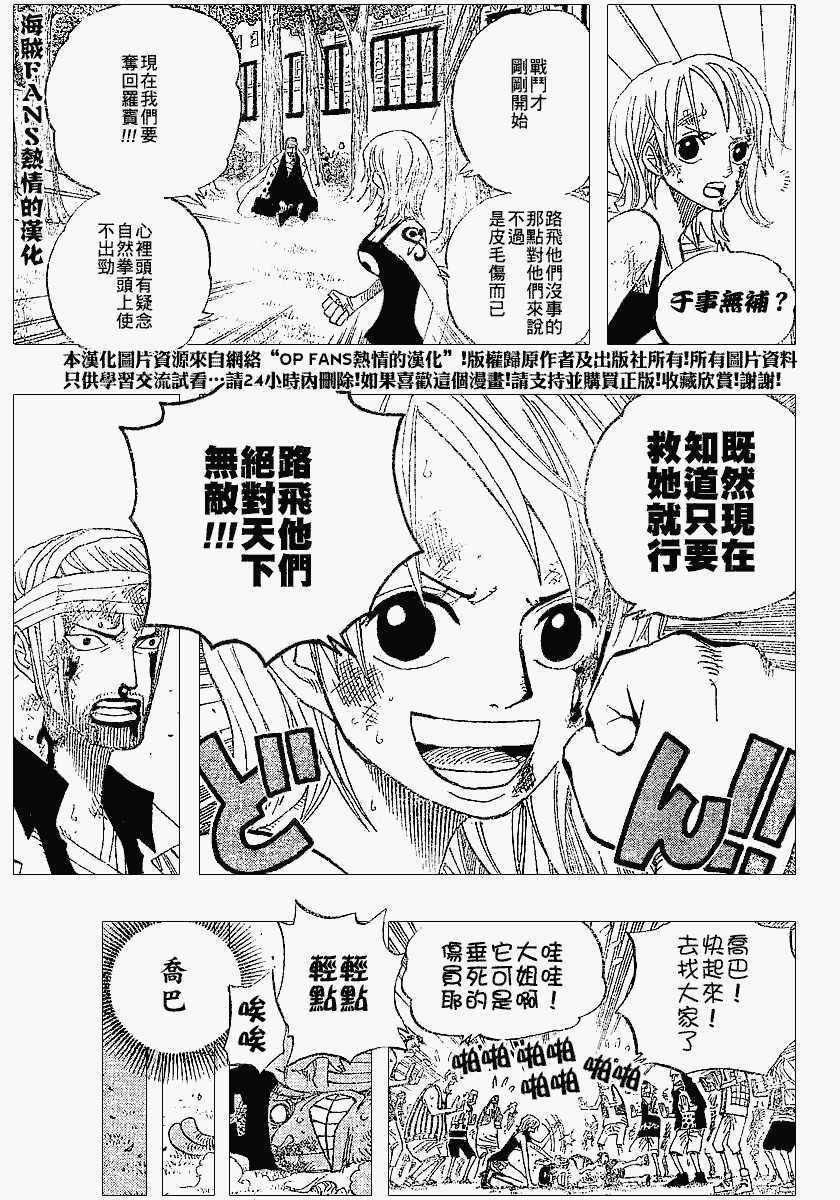 于事無補？
戰鬥才
剛剛開始
路飛他們沒事的
那點對他們來說
不過
是皮毛傷而已
現在我們要
奪回羅賓!!!
心裡頭有疑念
自然拳頭上使
不出勁
海賊FANS熱情的漢化
本漢化圖片資源來自網絡“OP FANS熱情的漢化”!版權歸原作者及出版社所有!所有圖片資料
只供學習交流試看…請24小時內刪除!如果喜歡這個漫畫!請支持並購買正版!收藏欣賞!謝謝!
既然現在
知道只要
救她就行
路飛他們
絕對天下
無敵!!!
どん!!
喬巴！
快起來！
去找大家了
哇哇！
大姐啊！
它可是
垂死的
傷員耶
啪啪啪啪
啪啪
啪啪
輕點
輕點
唉唉
喬巴